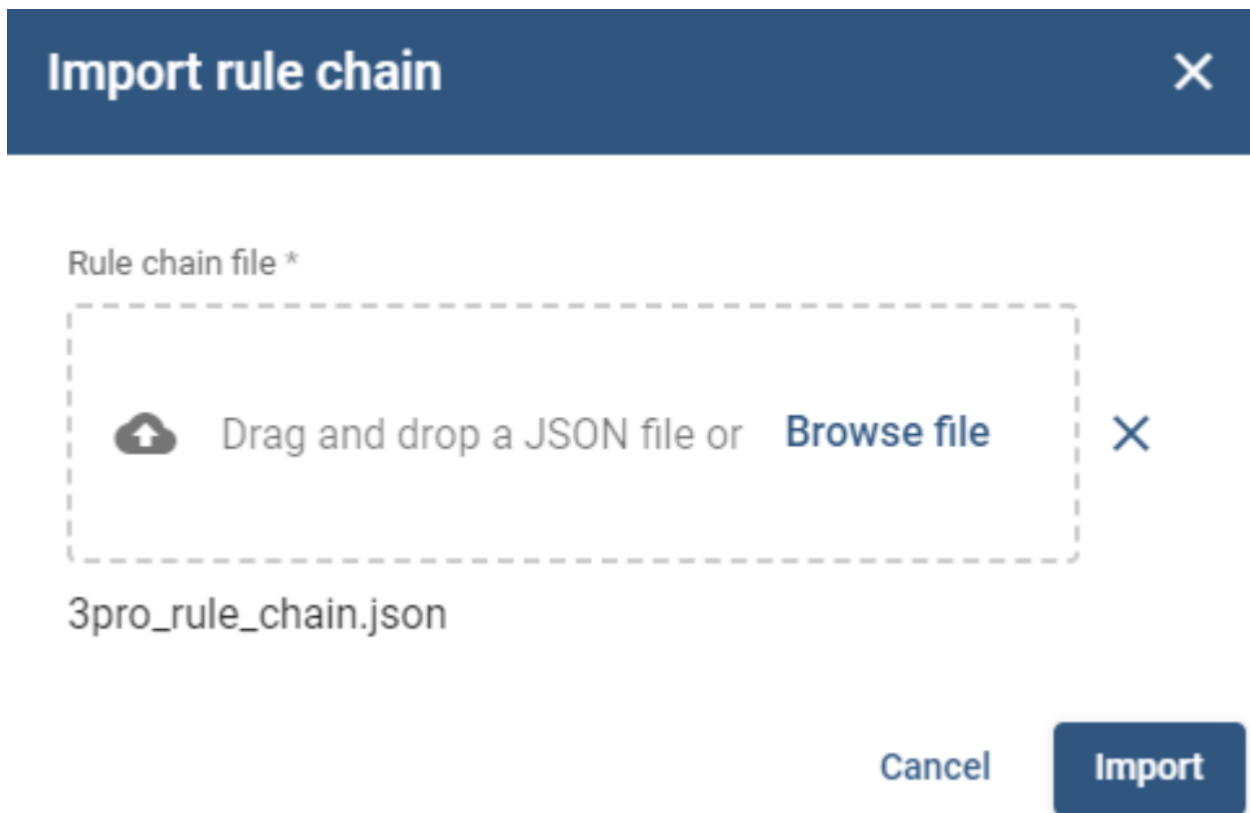 Import rule chain
Rule chain file *
Drag and drop a JSON file or Browse file
3pro_rule_chain.json
Cancel Import